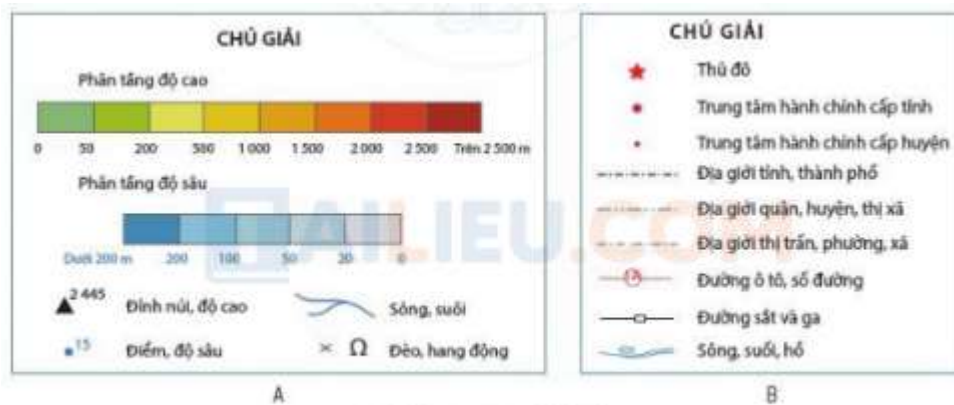 CHÚ GIẢI
Phân tầng độ cao
0 50 200 500 1 000 1 500 2 000 2 500 Trên 2 500 m
Phân tầng độ sâu
Dưới 200 m 200 100 50 20 0
2 445 Đỉnh núi, độ cao
Sông, suối
15 Điểm, độ sâu
Đèo, hang động
A
CHÚ GIẢI
Thủ đô
Trung tâm hành chính cấp tỉnh
Trung tâm hành chính cấp huyện
Địa giới tỉnh, thành phố
Địa giới quận, huyện, thị xã
Địa giới thị trấn, phường, xã
Đường ô tô, số đường
Đường sắt và ga
Sông, suối, hồ
B
AILIEU.COM